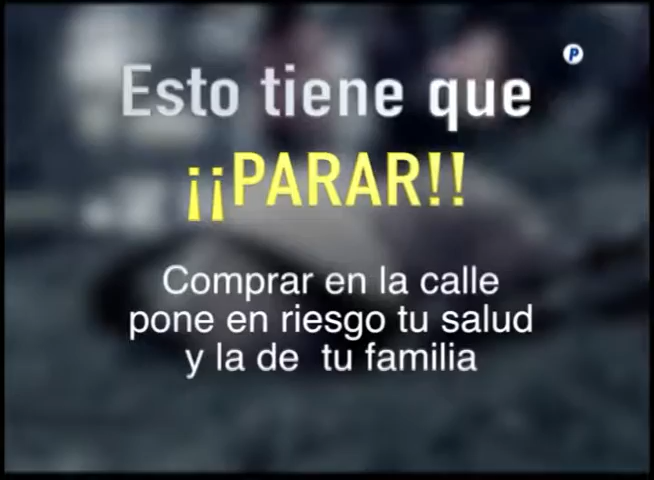 P
Esto tiene que
¡¡PARAR!!
Comprar en la calle
pone en riesgo tu salud
y la de tu familia